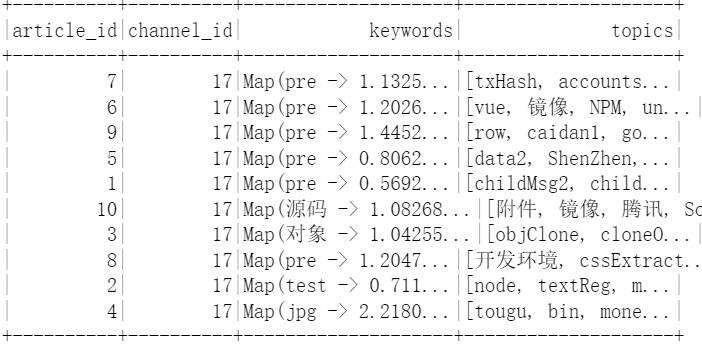 +----------+----------+--------------------+--------------------+
|article_id|channel_id|            keywords|              topics|
+----------+----------+--------------------+--------------------+
|         7|        17|Map(pre -> 1.1325...|[txHash, accounts...|
|         6|        17|Map(pre -> 1.2026...|[vue, 镜像, NPM, un...|
|         9|        17|Map(pre -> 1.4452...|[row, caidan1, go...|
|         5|        17|Map(pre -> 0.8062...|[data2, ShenZhen,...|
|         1|        17|Map(pre -> 0.5692...|[childMsg2, child...|
|        10|        17|Map(源码 -> 1.08268...|[附件, 镜像, 腾讯, Sc
|         3|        17|Map(对象 -> 1.04255...|[objClone, cloneO...|
|         8|        17|Map(pre -> 1.2047...|[开发环境, cssExtract..
|         2|        17|Map(test -> 0.711...|[node, textReg, m...|
|         4|        17|Map(jpg -> 2.2180...|[tougu, bin, mone...|
+----------+----------+--------------------+--------------------+